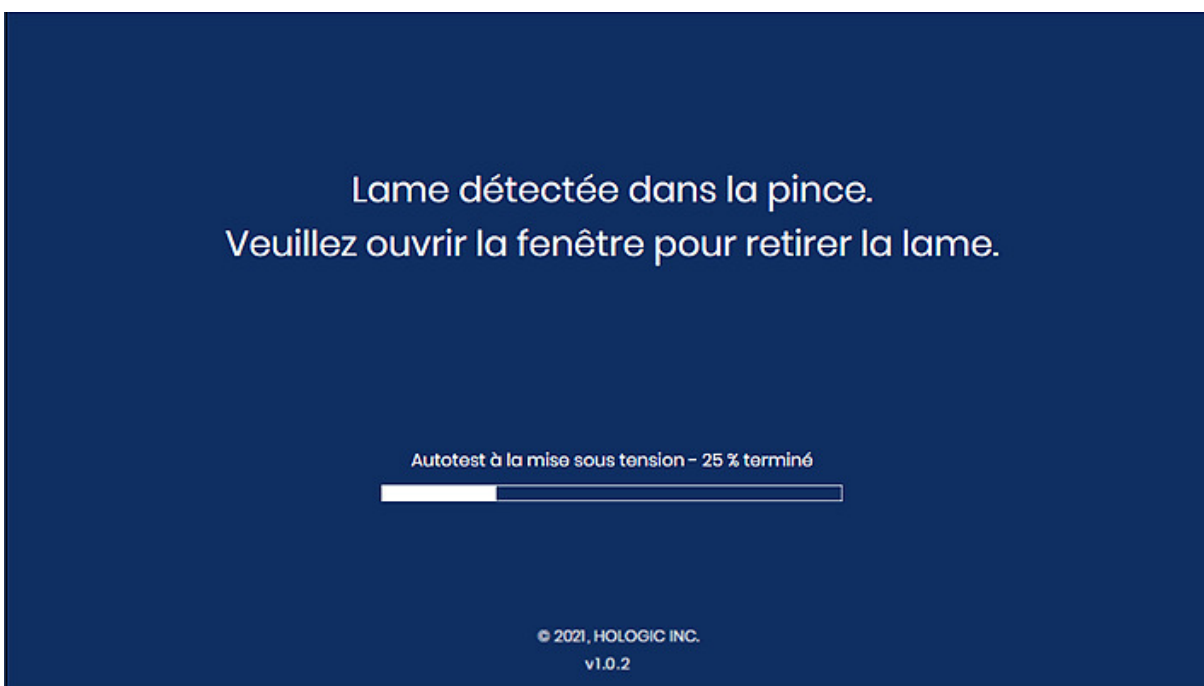 Lame détectée dans la pince.
Veuillez ouvrir la fenêtre pour retirer la lame.
Autotest à la mise sous tension - 25 % terminé
© 2021, HOLOGIC INC.
v1.0.2